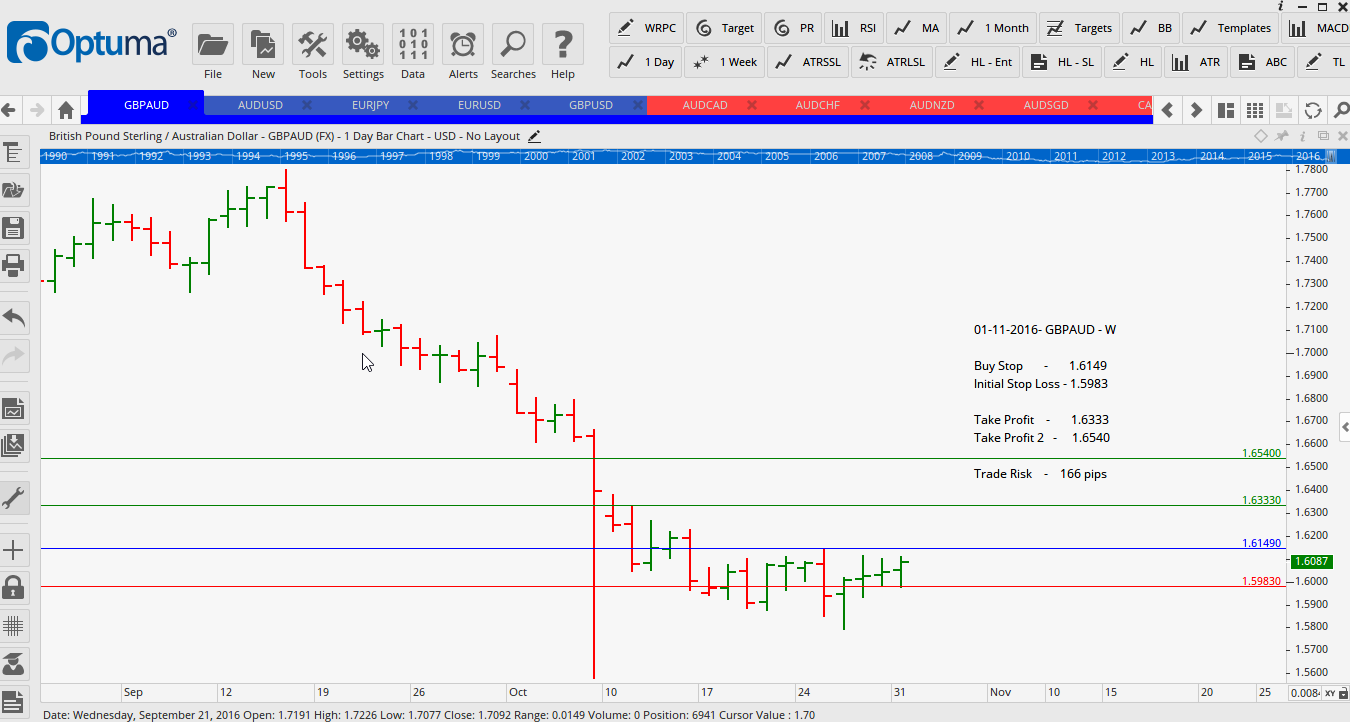 Optuma®
File
New
Tools
Settings
Data
Alerts
Searches
Help
WRPC
Target
PR
RSI
MA
1 Month
Targets
BB
Templates
MACD
1 Day
1 Week
ATRSSL
ATRLSL
HL - Ent
HL - SL
HL
ATR
ABC
TL
GBPAUD
AUDUSD
EURJPY
EURUSD
GBPUSD
AUDCAD
AUDCHF
AUDNZD
AUDSGD
CA
British Pound Sterling / Australian Dollar - GBPAUD (FX) - 1 Day Bar Chart - USD - No Layout
1990 1991 1992 1993 1994 1995 1996 1997 1998 1999 2000 2001 2002 2003 2004 2005 2006 2007 2008 2009 2010 2011 2012 2013 2014 2015 2016
1.7800
1.7700
1.7600
1.7500
1.7400
1.7300
1.7200
1.7100
1.7000
1.6900
1.6800
1.6700
1.6600
1.6500
1.6400
1.6300
1.6200
1.6087
1.6000
1.5900
1.5800
1.5700
1.5600
01-11-2016- GBPAUD - W
Buy Stop - 1.6149
Initial Stop Loss - 1.5983
Take Profit - 1.6333
Take Profit 2 - 1.6540
Trade Risk - 166 pips
1.65400
1.63330
1.61490
1.59830
Sep 12 19 26 Oct 10 17 24 31 Nov 10 15 20 25
0.0084 XY
Date: Wednesday, September 21, 2016 Open: 1.7191 High: 1.7226 Low: 1.7077 Close: 1.7092 Range: 0.0149 Volume: 0 Position: 6941 Cursor Value : 1.70